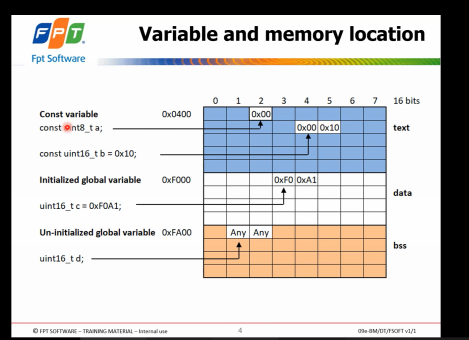 FPT.
Fpt Software
Variable and memory location
0 1 2 3 4 5 6 7 16 bits
Const variable 0x0400 0x00
0x00 0x10 text
const uint16_t b = 0x10;
Initialized global variable 0xF000 0xF0 0xA1
data
uint16_t c = 0xF0A1;
Un-initialized global variable 0xFA00 Any Any
bss
uint16_t d;
© FPT SOFTWARE – TRAINING MATERIAL – Internal use 4 09e-BM/DT/FSOFT v1/1